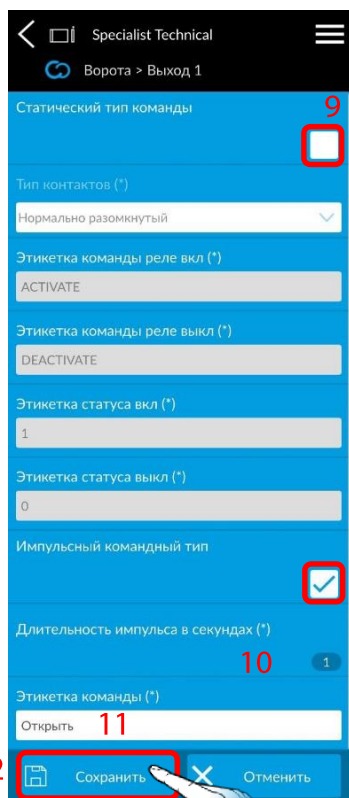 Specialist Technical
Ворота > Выход 1
Статический тип команды
9
Тип контактов (*)
Нормально разомкнутый
Этикетка команды реле вкл (*)
ACTIVATE
Этикетка команды реле выкл (*)
DEACTIVATE
Этикетка статуса вкл (*)
1
Этикетка статуса выкл (*)
0
Импульсный командный тип
Длительность импульса в секундах (*)
10
1
Этикетка команды (*)
Открыть 11
Сохранить Отменить